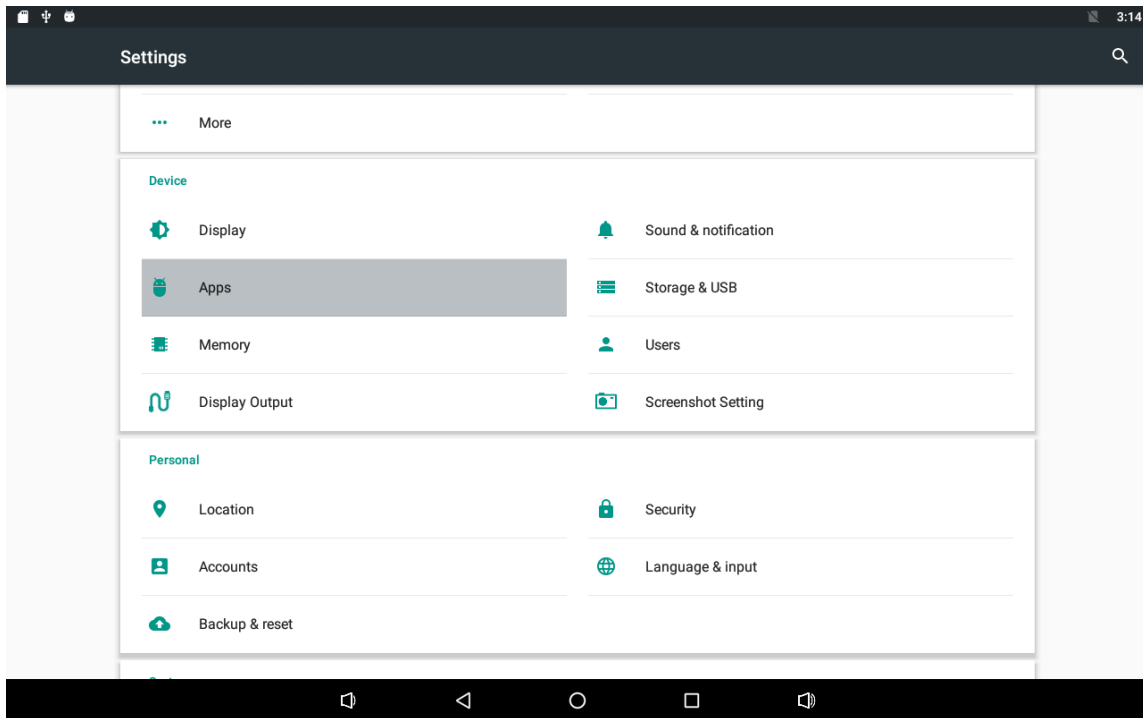 3:14
Settings
More
Device
Display
Sound & notification
Apps
Storage & USB
Memory
Users
Display Output
Screenshot Setting
Personal
Location
Security
Accounts
Language & input
Backup & reset